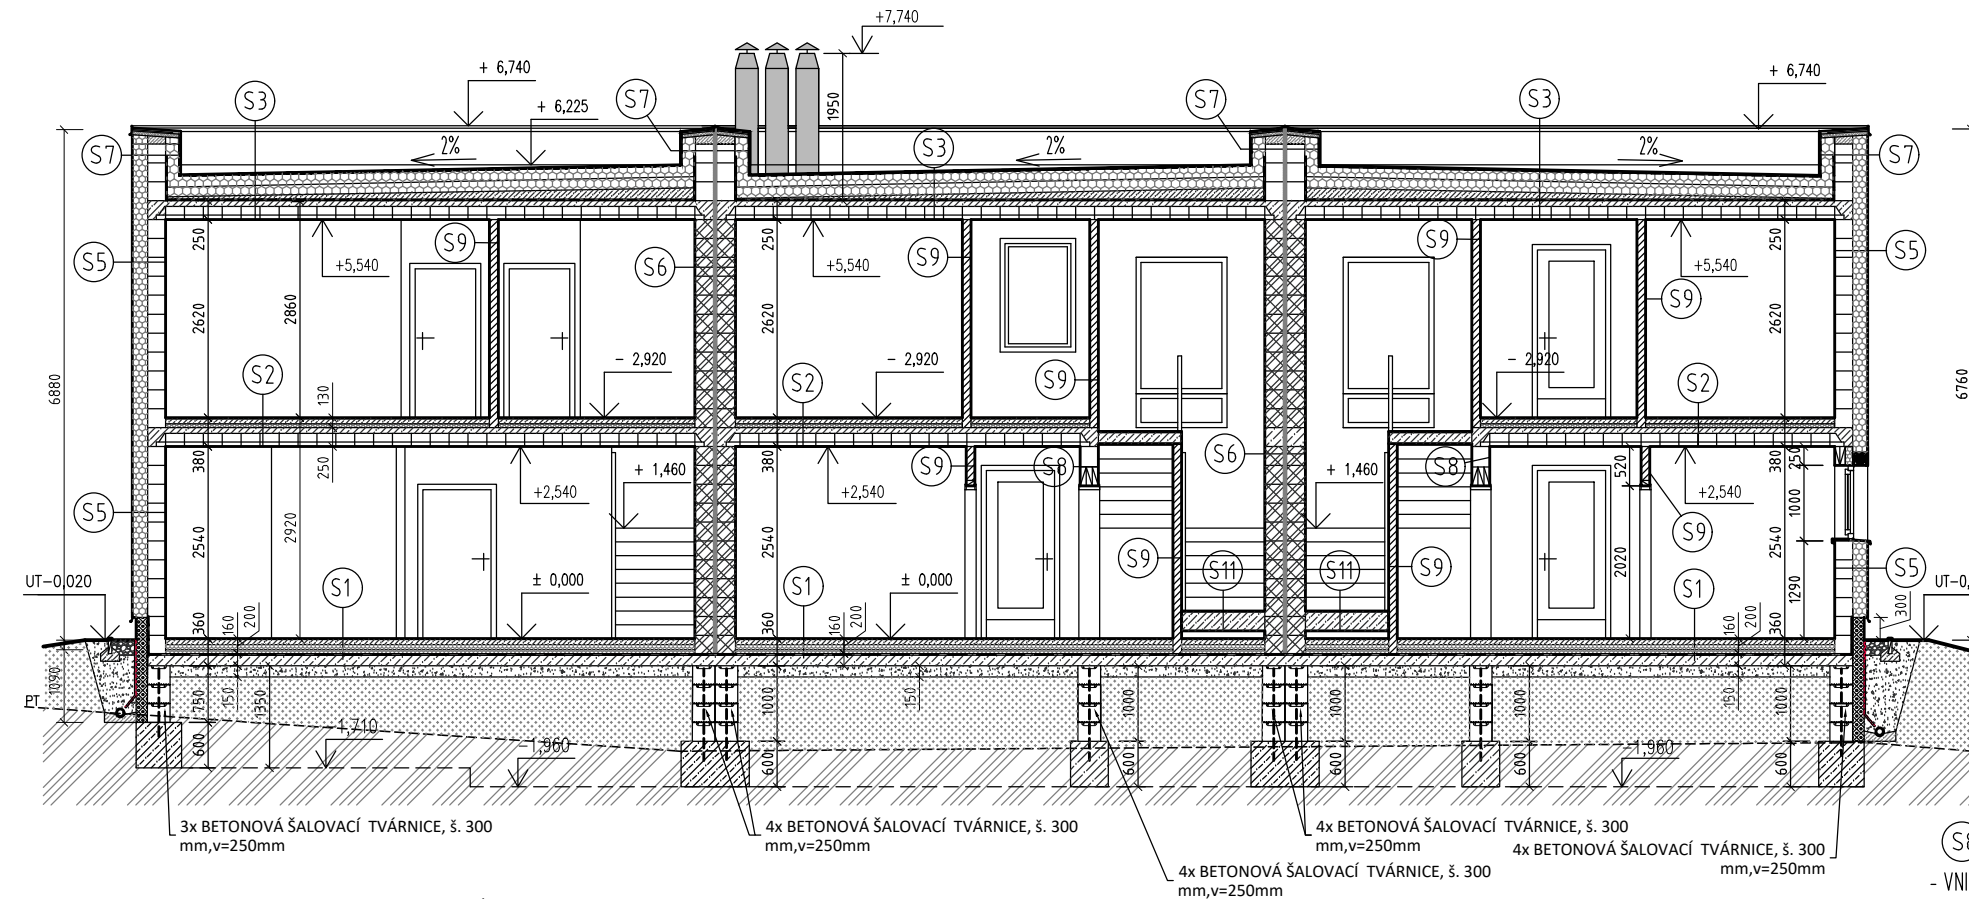 +7,740
+ 6,740
+ 6,740
S3
S7
S7
S3
+ 6,225
1950
S7
2%
2%
S3
2%
S7
250
250
250
S9
S9
S5
+5,540
S6
+5,540
S9
+5,540
S5
2620
2860
2620
S9
2620
6880
6760
- 2,920
- 2,920
- 2,920
S2
S2
S9
S2
130
380
250
380
S9
S8
S6
S8
520
380
250
+ 1,460
+ 1,460
+2,540
+2,540
+2,540
S5
2540
2920
2540
S9
1000
2540
S9
S11
S11
S9
2020
1290
S5
UT-0,020
UT-0,
± 0,000
± 0,000
S1
S1
S1
360
160
200
360
160
200
160
200
360
300
1090
PT
750
150
1350
1000
150
1000
1000
1000
150
1000
-1,710
-1,960
-1,960
600
600
600
600
600
600
3x BETONOVÁ ŠALOVACÍ TVÁRNICE, š. 300
mm,v=250mm
4x BETONOVÁ ŠALOVACÍ TVÁRNICE, š. 300
mm,v=250mm
4x BETONOVÁ ŠALOVACÍ TVÁRNICE, š. 300
mm,v=250mm
4x BETONOVÁ ŠALOVACÍ TVÁRNICE, š. 300
mm,v=250mm
4x BETONOVÁ ŠALOVACÍ TVÁRNICE, š. 300
mm,v=250mm
- VNI